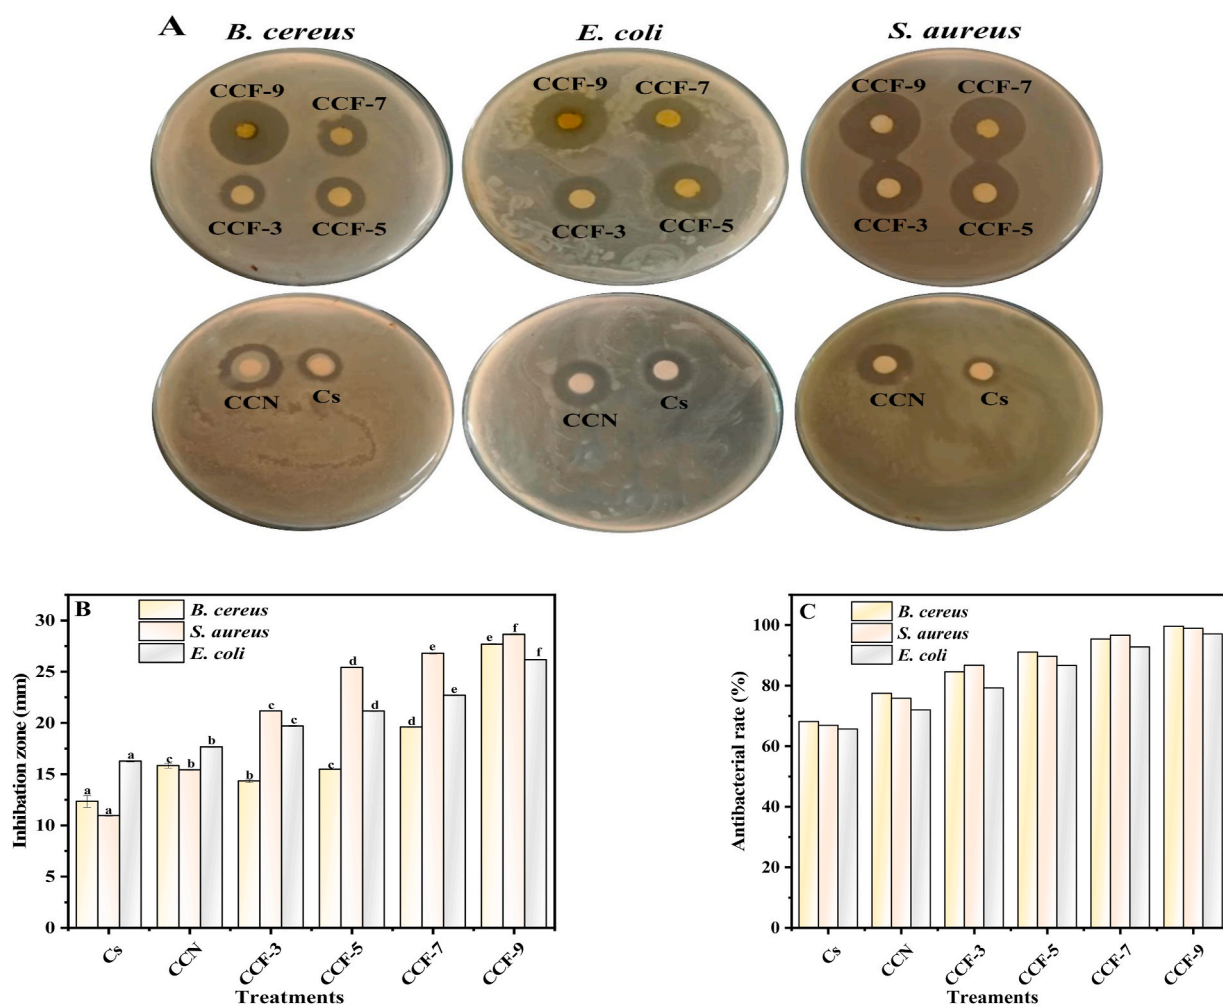 A
B. cereus
E. coli
S. aureus
CCF-9
CCF-7
CCF-3
CCF-5
CCF-9
CCF-7
CCF-3
CCF-5
CCF-9
CCF-7
CCF-3
CCF-5
CCN
Cs
CCN
Cs
CCN
Cs
B
B. cereus
S. aureus
E. coli
Inhibation zone (mm)
30
25
20
15
10
5
0
a
a
a
c
b
b
b
c
c
c
d
d
d
e
e
e
f
f
Cs
CCN
CCF-3
CCF-5
CCF-7
CCF-9
Treatments
C
B. cereus
S. aureus
E. coli
Antibacterial rate (%)
100
80
60
40
20
0
Cs
CCN
CCF-3
CCF-5
CCF-7
CCF-9
Treaments